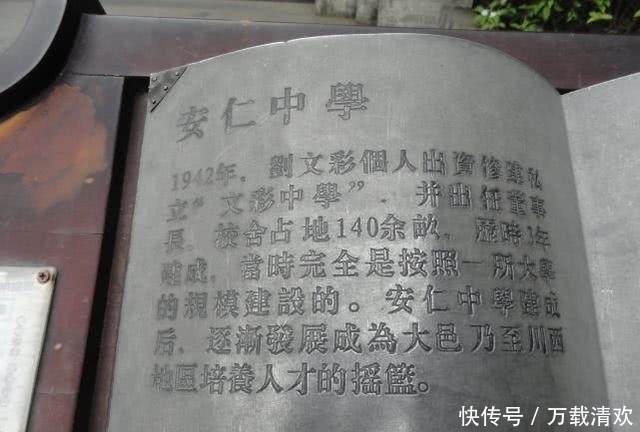 安仁中學
1942年，劉文彩個人出資修建私
立“文彩中學”，并出任董事
長，校舍占地140余畝，歷時3年
建成，當時完全是按照一所大學
的規模建設的。安仁中學建成
后，逐漸發展成為大邑乃至川西
地區培養人才的搖籃。
快传号／万载清欢